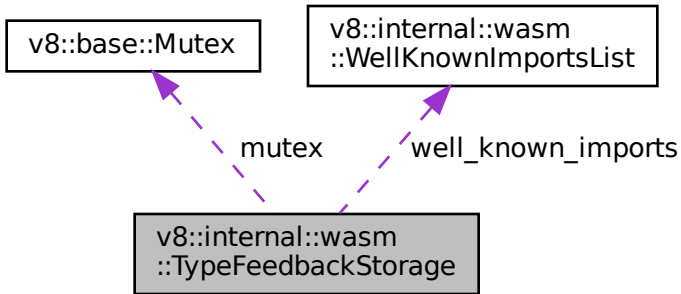 v8::base::Mutex
v8::internal::wasm
::WellKnownImportsList
mutex
well_known_imports
v8::internal::wasm
::TypeFeedbackStorage